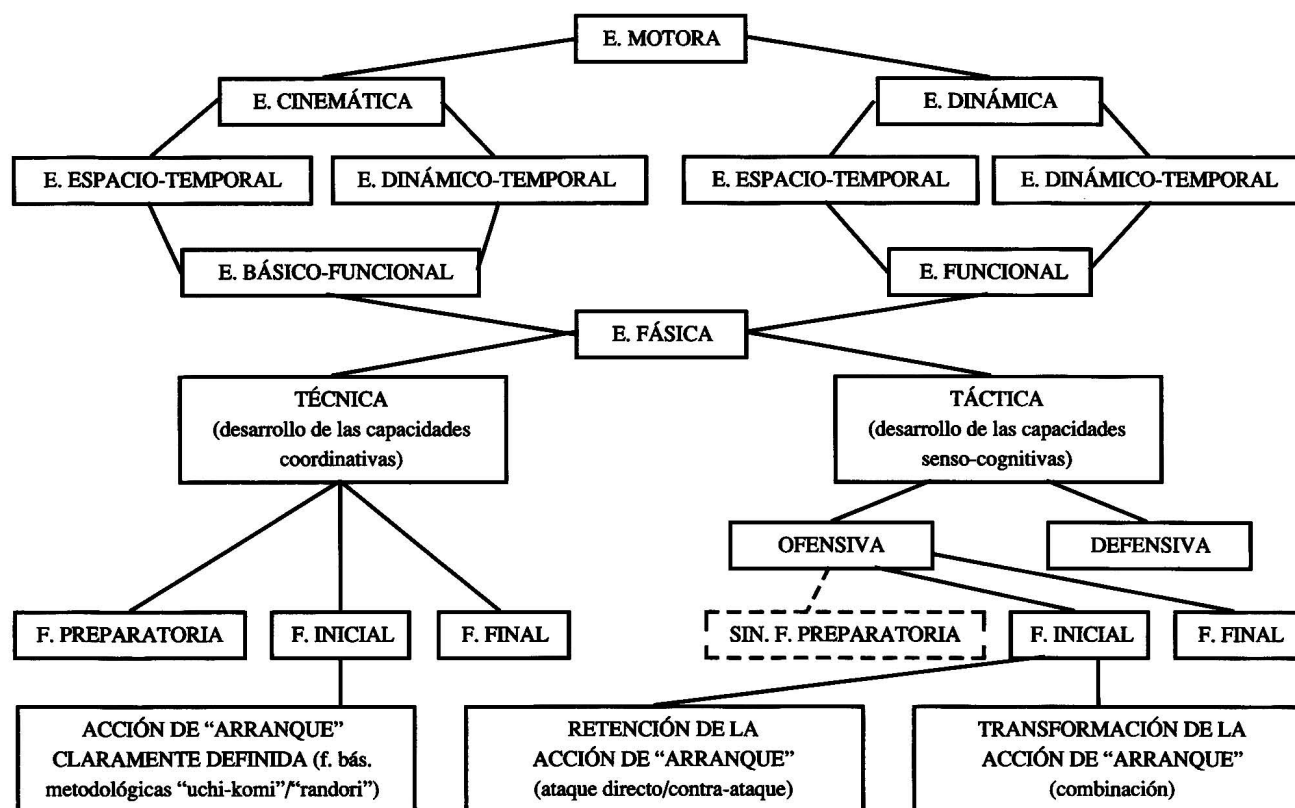 E. MOTORA
E. CINEMÁTICA
E. DINÁMICA
E. ESPACIO-TEMPORAL
E. DINÁMICO-TEMPORAL
E. ESPACIO-TEMPORAL
E. DINÁMICO-TEMPORAL
E. BÁSICO-FUNCIONAL
E. FUNCIONAL
E. FÁSICA
TÉCNICA
(desarrollo de las capacidades
coordinativas)
TÁCTICA
(desarrollo de las capacidades
senso-cognitivas)
OFENSIVA
DEFENSIVA
F. PREPARATORIA
F. INICIAL
F. FINAL
SIN. F. PREPARATORIA
F. INICIAL
F. FINAL
ACCIÓN DE “ARRANQUE”
CLARAMENTE DEFINIDA (f. bás.
metodológicas “uchi-komi”/“randori”)
RETENCIÓN DE LA
ACCIÓN DE “ARRANQUE”
(ataque directo/contra-ataque)
TRANSFORMACIÓN DE LA
ACCIÓN DE “ARRANQUE”
(combinación)